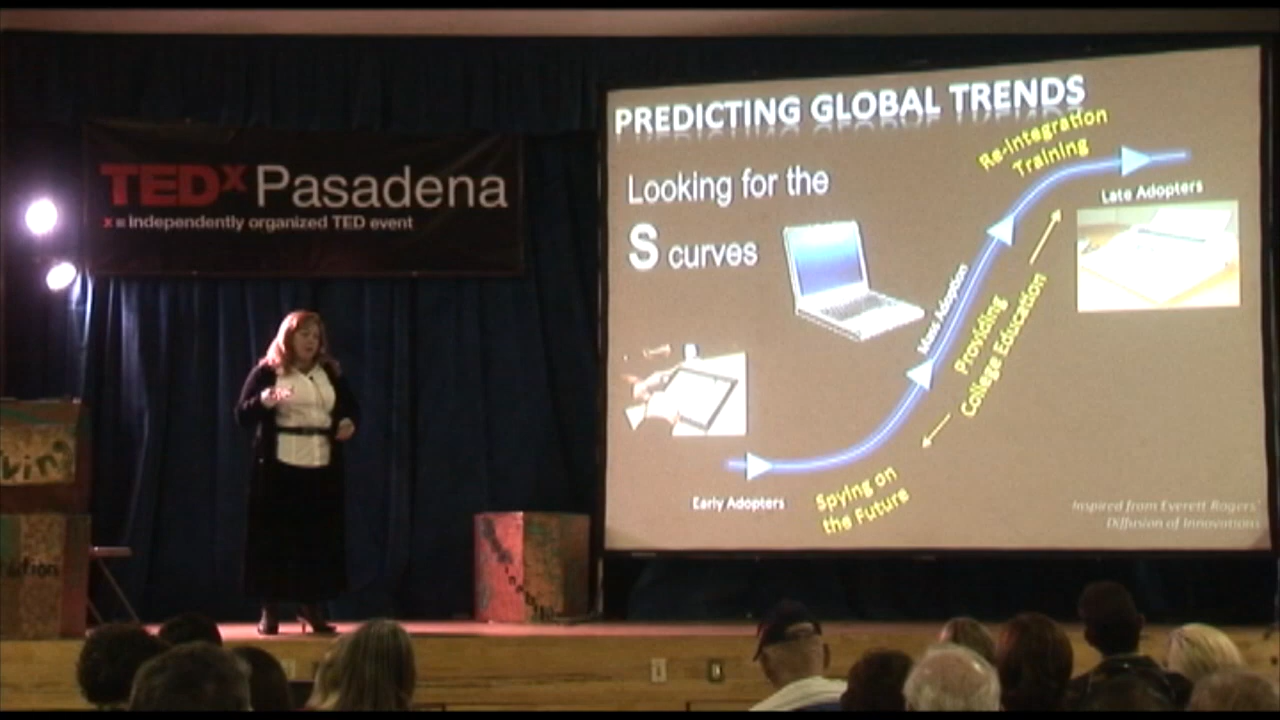 TEDx Pasadena
x = independently organized TED event
PREDICTING GLOBAL TRENDS
Looking for the
S curves
Re-integration
Training
Late Adopters
Mass Adoption
Providing
College Education
Early Adopters
Spying on
the Future
Inspired from Everett Rogers'
Diffusion of Innovations